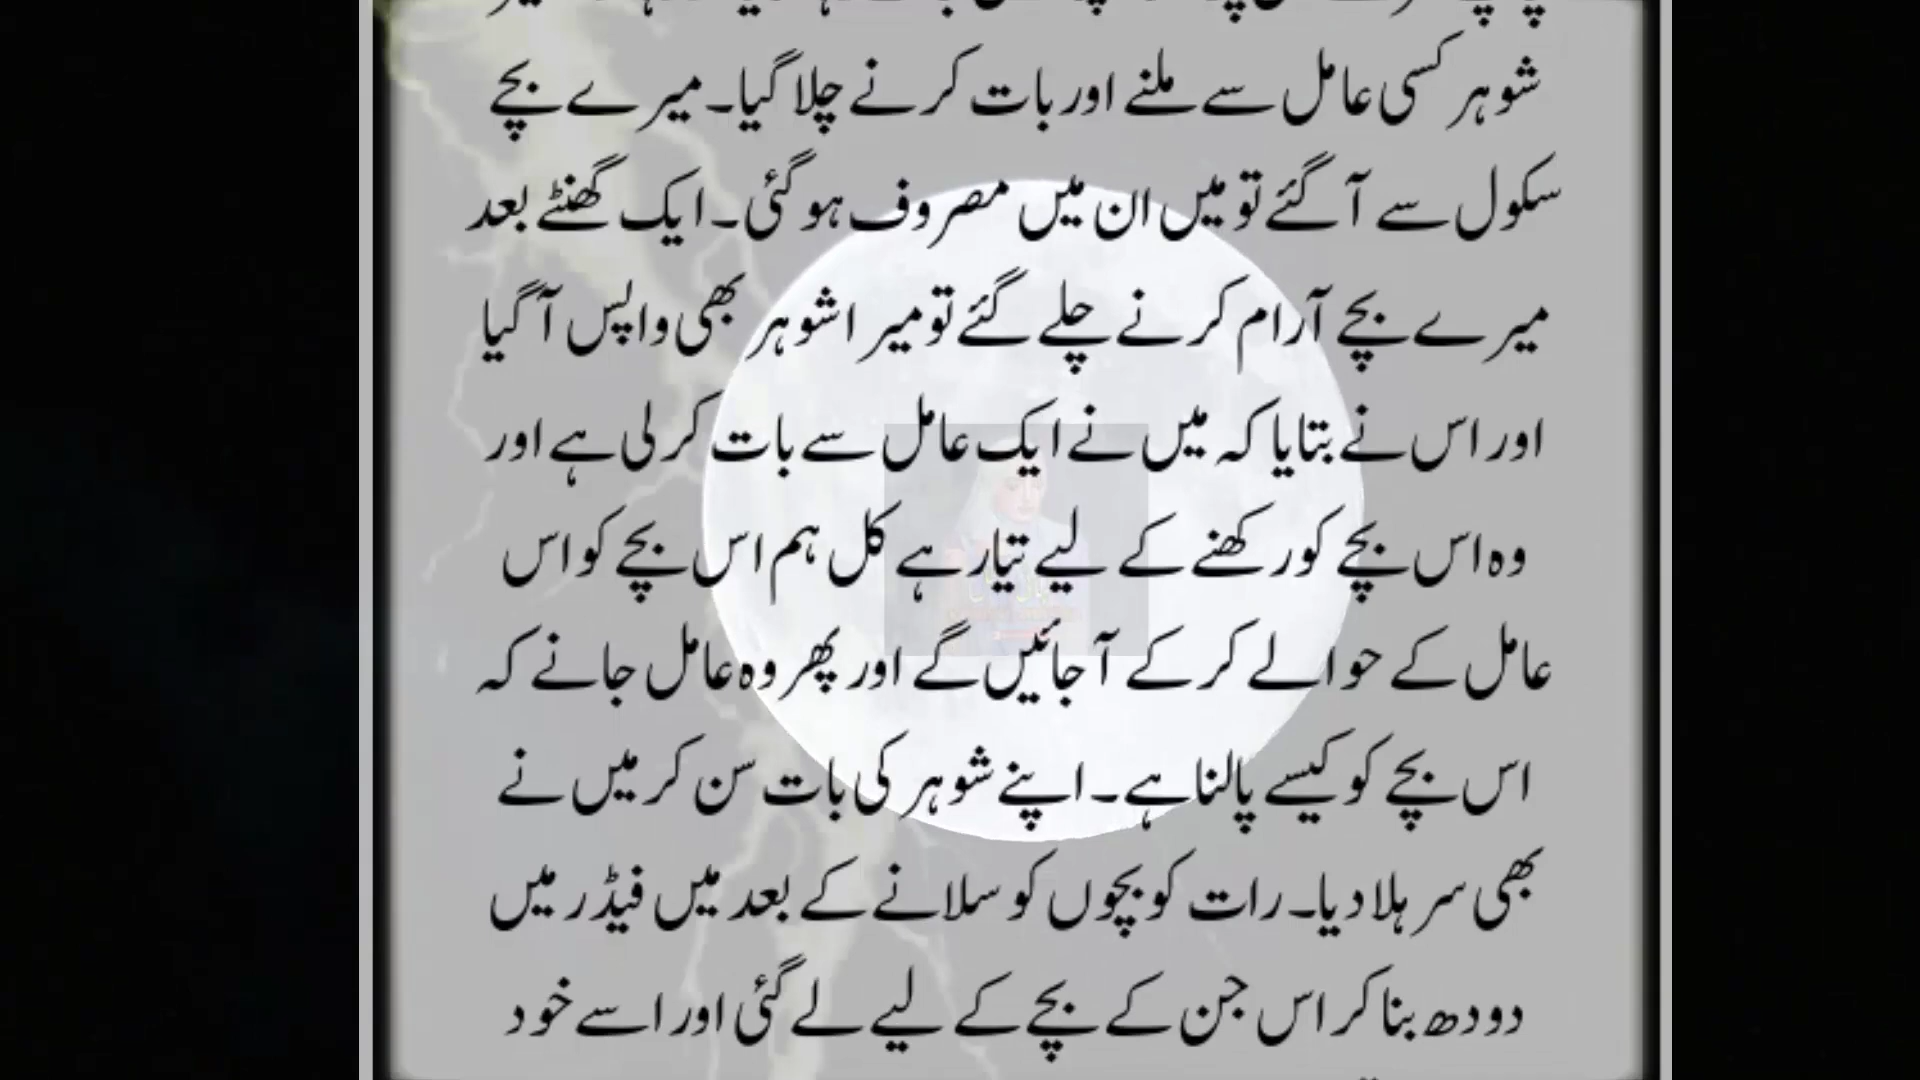 شوہر کسی عامل سے ملنے اور بات کرنے چلا گیا۔ میرے بچے
سکول سے آ گئے تو میں ان میں مصروف ہو گئی۔ ایک گھنٹے بعد
میرے بچے آرام کرنے چلے گئے تو میرا شوہر بھی واپس آ گیا
اور اس نے بتایا کہ میں نے ایک عامل سے بات کر لی ہے اور
وہ اس بچے کو رکھنے کے لیے تیار ہے کل ہم اس بچے کو اس
عامل کے حوالے کر کے آ جائیں گے اور پھر وہ عامل جانے کہ
اس بچے کو کیسے پالنا ہے۔ اپنے شوہر کی بات سن کر میں نے
بھی سر ہلا دیا۔ رات کو بچوں کو سلانے کے بعد میں فیڈر میں
دودھ بنا کر اس جن کے بچے کے لیے لے گئی اور اسے خود